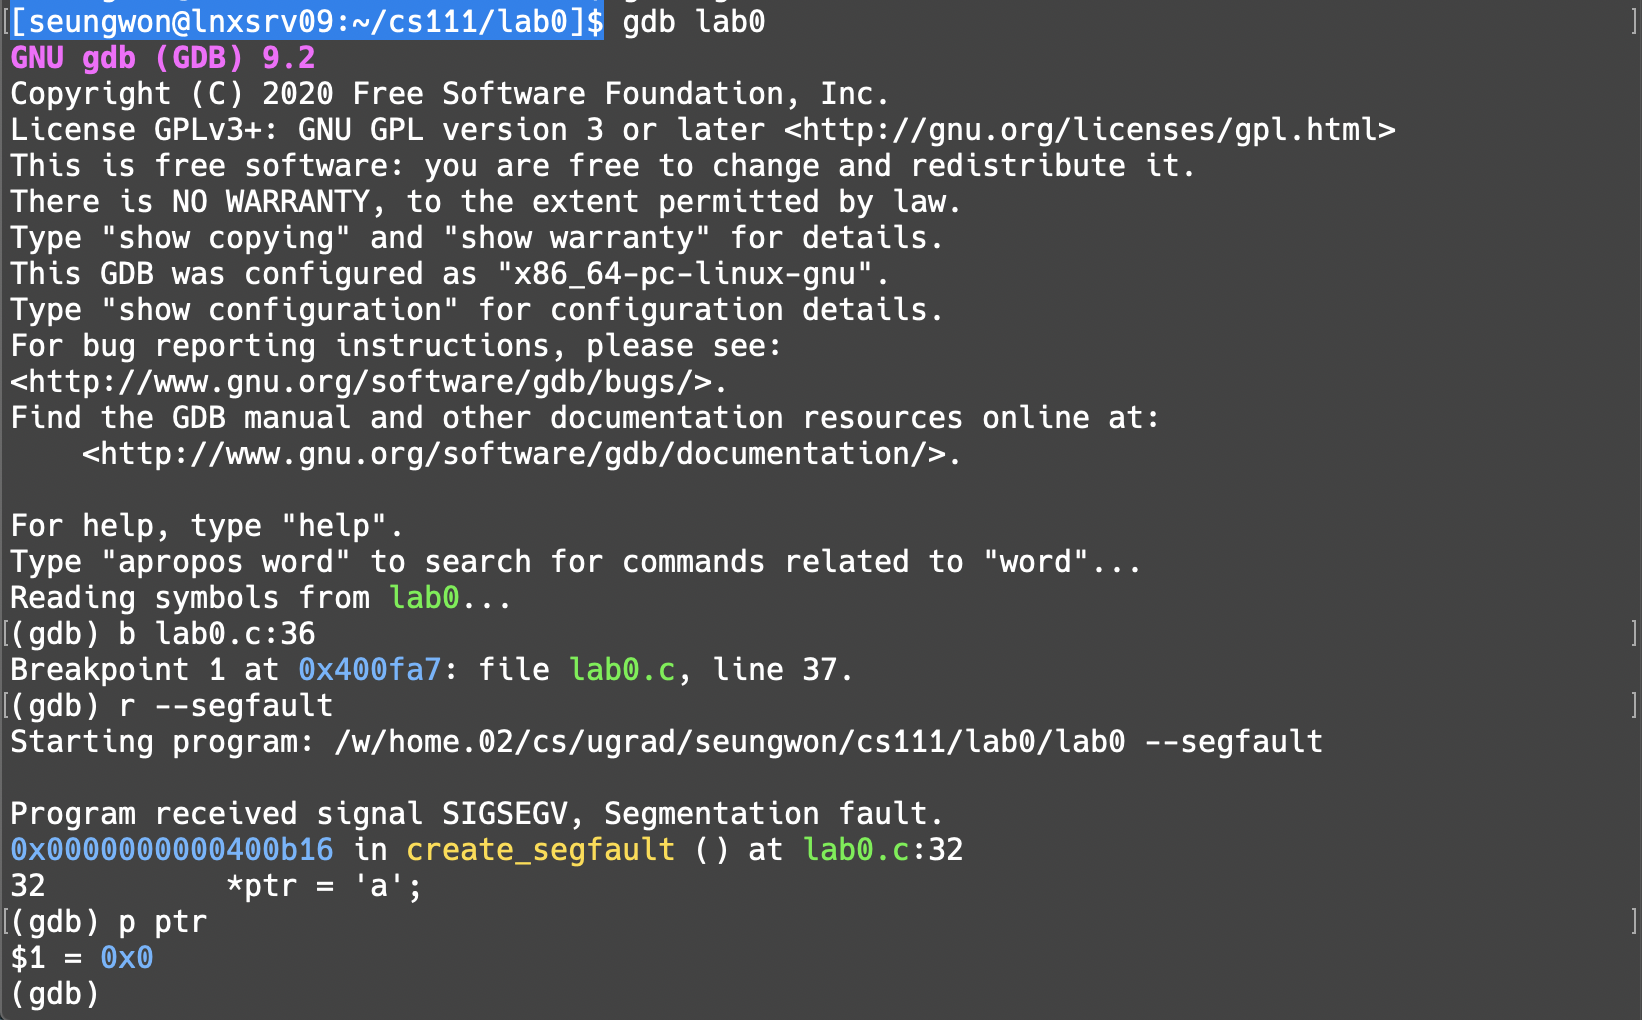 [seungwon@lnxsrv09:~/cs111/lab0]$ gdb lab0
GNU gdb (GDB) 9.2
Copyright (C) 2020 Free Software Foundation, Inc.
License GPLv3+: GNU GPL version 3 or later <http://gnu.org/licenses/gpl.html>
This is free software: you are free to change and redistribute it.
There is NO WARRANTY, to the extent permitted by law.
Type "show copying" and "show warranty" for details.
This GDB was configured as "x86_64-pc-linux-gnu".
Type "show configuration" for configuration details.
For bug reporting instructions, please see:
<http://www.gnu.org/software/gdb/bugs/>.
Find the GDB manual and other documentation resources online at:
    <http://www.gnu.org/software/gdb/documentation/>.

For help, type "help".
Type "apropos word" to search for commands related to "word"...
Reading symbols from lab0...
(gdb) b lab0.c:36
Breakpoint 1 at 0x400fa7: file lab0.c, line 37.
(gdb) r --segfault
Starting program: /w/home.02/cs/ugrad/seungwon/cs111/lab0/lab0 --segfault

Program received signal SIGSEGV, Segmentation fault.
0x0000000000400b16 in create_segfault () at lab0.c:32
32          *ptr = 'a';
(gdb) p ptr
$1 = 0x0
(gdb)